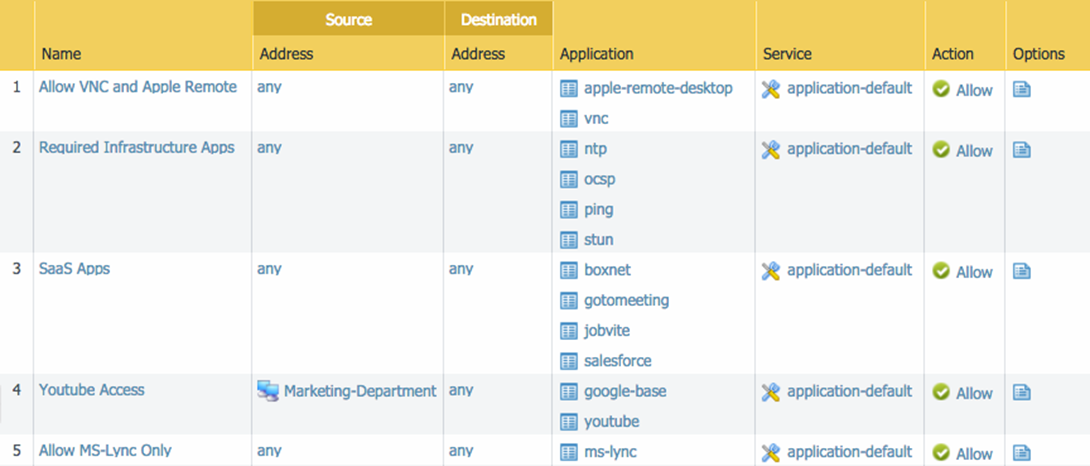 Source Destination
Name Address Address Application Service Action Options
1 Allow VNC and Apple Remote any any apple-remote-desktop application-default Allow
vnc
2 Required Infrastructure Apps any any ntp application-default Allow
ocsp
ping
stun
3 SaaS Apps any any boxnet application-default Allow
gotomeeting
jobvite
salesforce
4 Youtube Access Marketing-Department any google-base application-default Allow
youtube
5 Allow MS-Lync Only any any ms-lync application-default Allow